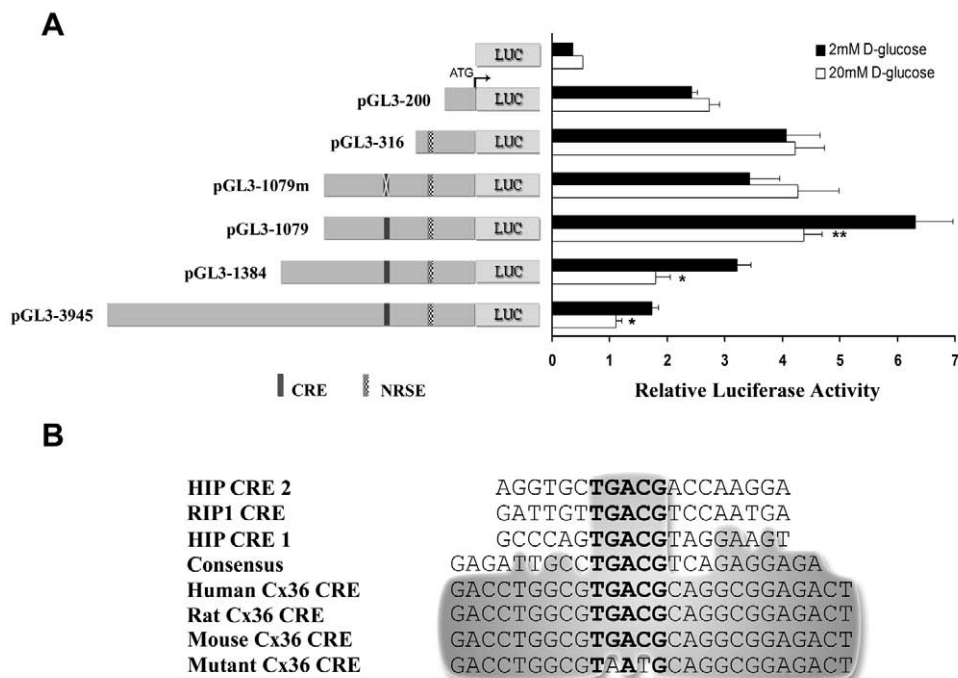 A
LUC
2mM D-glucose
20mM D-glucose
ATG
pGL3-200 LUC
pGL3-316 LUC
pGL3-1079m LUC
pGL3-1079 LUC
**
pGL3-1384 LUC
*
pGL3-3945 LUC
*
0 1 2 3 4 5 6 7
CRE NRSE
Relative Luciferase Activity
B
HIP CRE 2 AGGTGCTGACGACCAAGGA
RIP1 CRE GATTGTTGACGTCCAATGA
HIP CRE 1 GCCCAGTGACGTAGGAAGT
Consensus GAGATTGCCTGACGTCAGAGGAGA
Human Cx36 CRE GACCTGGCGTGACGCAGGCGGAGACT
Rat Cx36 CRE GACCTGGCGTGACGCAGGCGGAGACT
Mouse Cx36 CRE GACCTGGCGTGACGCAGGCGGAGACT
Mutant Cx36 CRE GACCTGGCGTAATGCAGGCGGAGACT